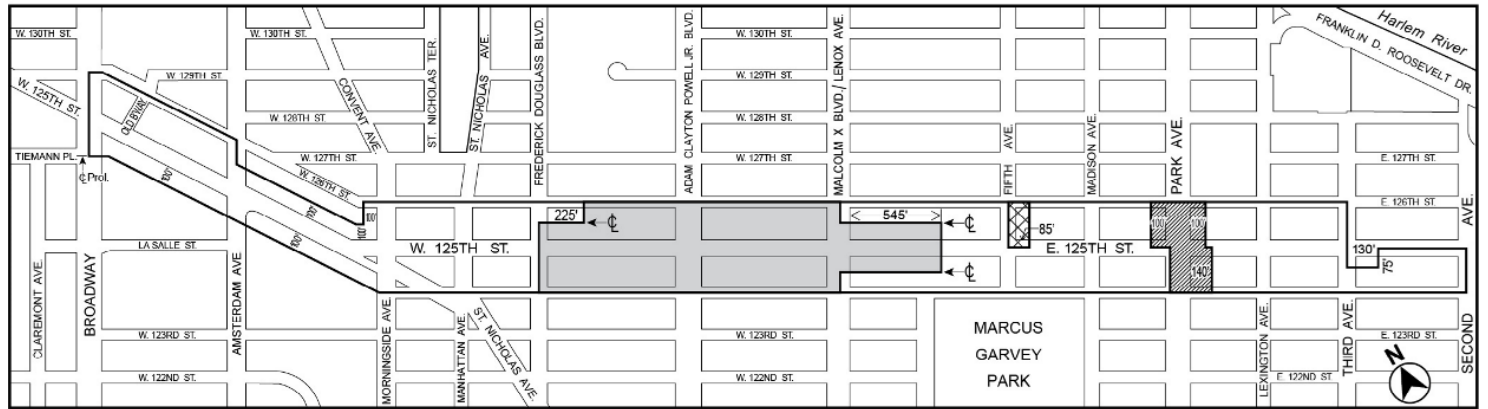 W. 130TH ST.
W. 130TH ST.
W. 130TH ST.
E. 130TH ST.
Harlem River
FRANKLIN D. ROOSEVELT DR.
W. 125TH ST.
OLD B'WAY
W. 129TH ST.
CONVENT AVE.
ST. NICHOLAS TER.
ST. NICHOLAS AVE.
FREDERICK DOUGLASS BLVD.
ADAM CLAYTON POWELL JR. BLVD.
W. 129TH ST.
MALCOLM X BLVD./ LENOX AVE.
W. 128TH ST.
W. 128TH ST.
E. 128TH ST.
TIEMANN PL.
℄ Prol.
W. 127TH ST.
W. 126TH ST.
W. 127TH ST.
FIFTH AVE.
MADISON AVE.
PARK AVE.
E. 127TH ST.
100'
100'
100'
100'
100'
225'
℄
545'
℄
85'
100'
100'
E. 126TH ST.
LA SALLE ST.
W. 125TH ST.
E. 125TH ST.
130'
75'
℄
140'
CLAREMONT AVE.
BROADWAY
AMSTERDAM AVE
MORNINGSIDE AVE.
MANHATTAN AVE.
ST. NICHOLAS AVE.
W. 123RD ST.
W. 123RD ST.
MARCUS
GARVEY
PARK
LEXINGTON AVE.
THIRD AVE.
E. 123RD ST.
SECOND AVE.
W. 122ND ST.
W. 122ND ST.
E. 122ND ST.
N